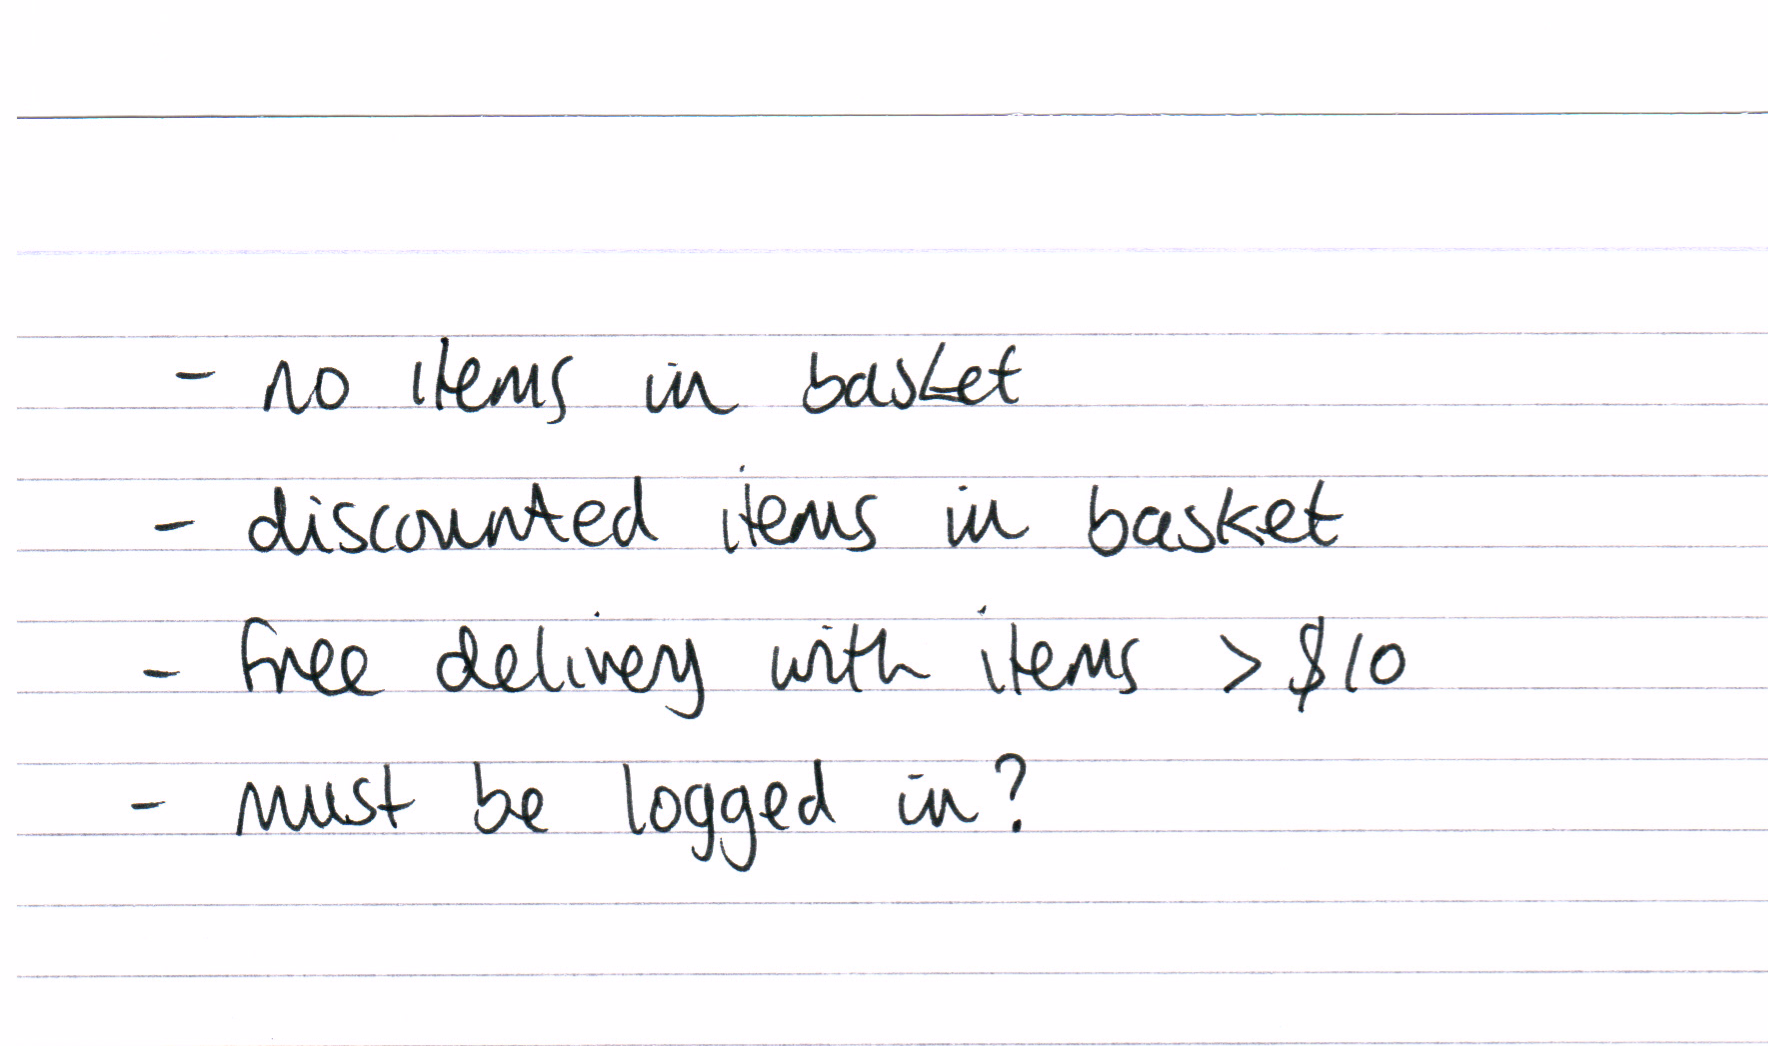 - no items in basket
- discounted items in basket
- free delivery with items > $10
- must be logged in?